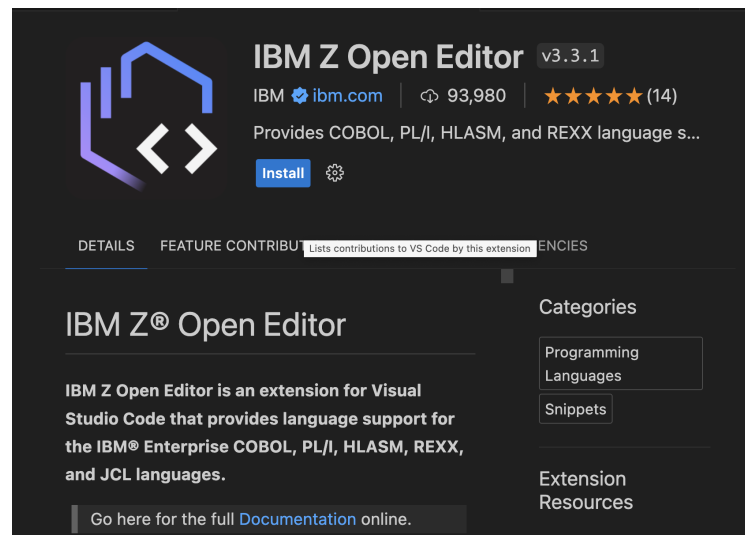 IBM Z Open Editor v3.3.1
IBM ibm.com 93,980 (14)
Provides COBOL, PL/I, HLASM, and REXX language s...
Install
DETAILS FEATURE CONTRIBUT ENCIES
Lists contributions to VS Code by this extension
IBM Z® Open Editor
IBM Z Open Editor is an extension for Visual
Studio Code that provides language support for
the IBM® Enterprise COBOL, PL/I, HLASM, REXX,
and JCL languages.
Go here for the full Documentation online.
Categories
Programming
Languages
Snippets
Extension
Resources